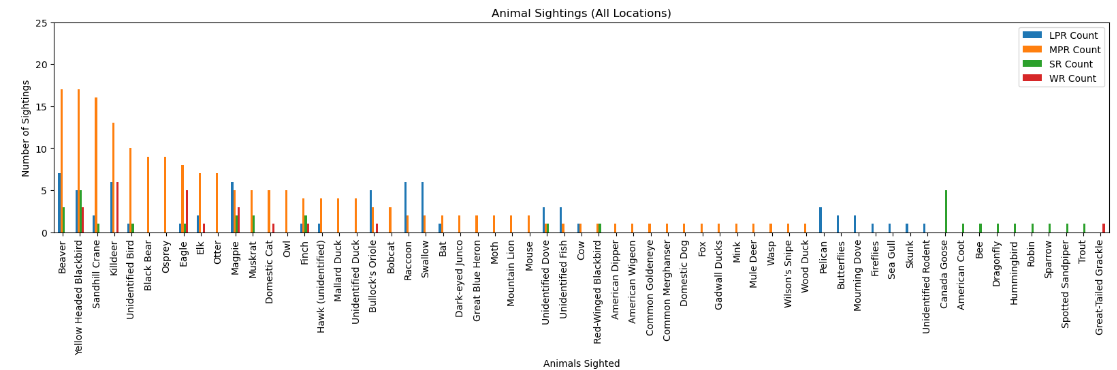 Animal Sightings (All Locations)
25
20
15
10
5
0
Number of Sightings
LPR Count
MPR Count
SR Count
WR Count
Beaver
Yellow Headed Blackbird
Sandhill Crane
Killdeer
Unidentified Bird
Black Bear
Osprey
Eagle
Elk
Otter
Magpie
Muskrat
Domestic Cat
Owl
Finch
Hawk (unidentified)
Mallard Duck
Unidentified Duck
Bullock's Oriole
Bobcat
Raccoon
Swallow
Bat
Dark-eyed Junco
Great Blue Heron
Moth
Mountain Lion
Mouse
Unidentified Dove
Unidentified Fish
Cow
Red-Winged Blackbird
American Dipper
American Wigeon
Common Goldeneye
Common Merghanser
Domestic Dog
Fox
Gadwall Ducks
Mink
Mule Deer
Wasp
Wilson's Snipe
Wood Duck
Pelican
Butterflies
Mourning Dove
Fireflies
Sea Gull
Skunk
Unidentified Rodent
Canada Goose
American Coot
Bee
Dragonfly
Hummingbird
Robin
Sparrow
Spotted Sandpiper
Trout
Great-Tailed Grackle
Animals Sighted